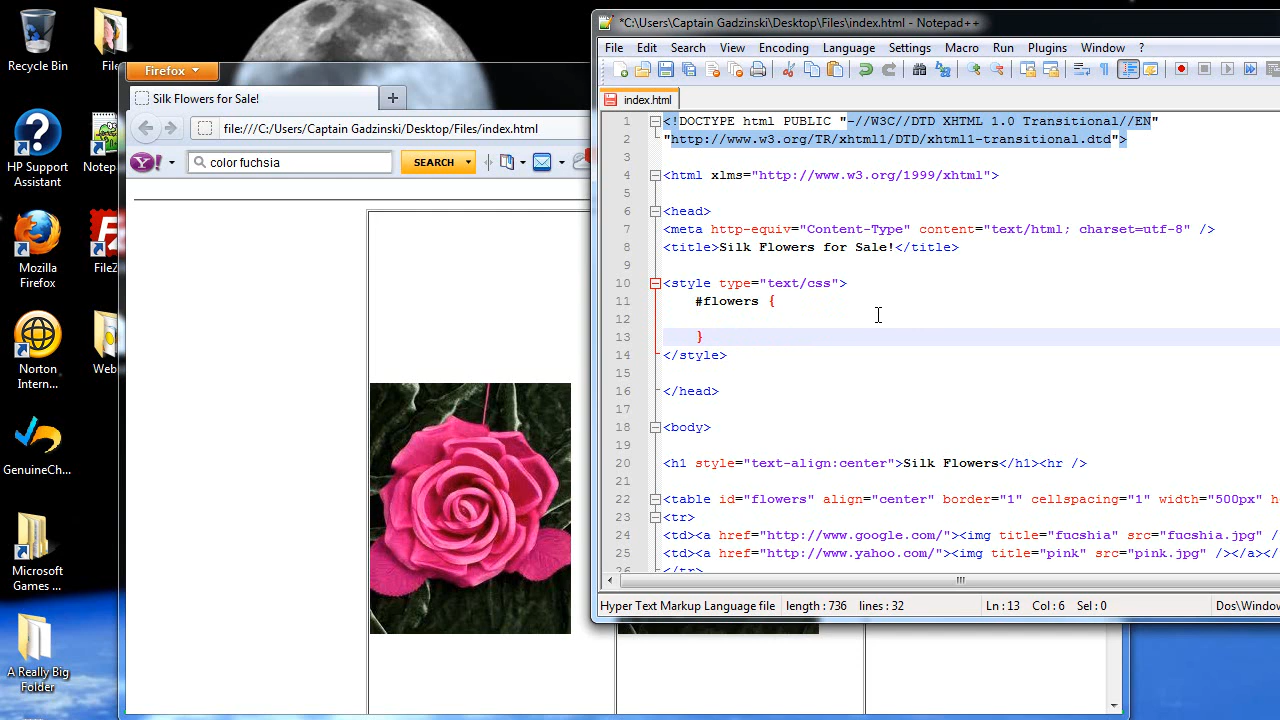 Recycle Bin
File
HP Support
Assistant
Notep
Mozilla
Firefox
FileZ
Norton
Intern...
Web
GenuineCh...
Microsoft
Games ...
A Really Big
Folder
Firefox
Silk Flowers for Sale!
file:///C:/Users/Captain Gadzinski/Desktop/Files/index.html
color fuchsia
SEARCH
*C:\Users\Captain Gadzinski\Desktop\Files\index.html - Notepad++
File Edit Search View Encoding Language Settings Macro Run Plugins Window ?
index.html
1 <!DOCTYPE html PUBLIC "-//W3C//DTD XHTML 1.0 Transitional//EN"
2 "http://www.w3.org/TR/xhtml1/DTD/xhtml1-transitional.dtd">
3
4 <html xlms="http://www.w3.org/1999/xhtml">
5
6 <head>
7 <meta http-equiv="Content-Type" content="text/html; charset=utf-8" />
8 <title>Silk Flowers for Sale!</title>
9
10 <style type="text/css">
11 #flowers {
12
13 }
14 </style>
15
16 </head>
17
18 <body>
19
20 <h1 style="text-align:center">Silk Flowers</h1><hr />
21
22 <table id="flowers" align="center" border="1" cellspacing="1" width="500px" h
23 <tr>
24 <td><a href="http://www.google.com/"><img title="fucshia" src="fucshia.jpg" /
25 <td><a href="http://www.yahoo.com/"><img title="pink" src="pink.jpg" /></a></
26 </tr>
Hyper Text Markup Language file length : 736 lines : 32 Ln : 13 Col : 6 Sel : 0 Dos\Window